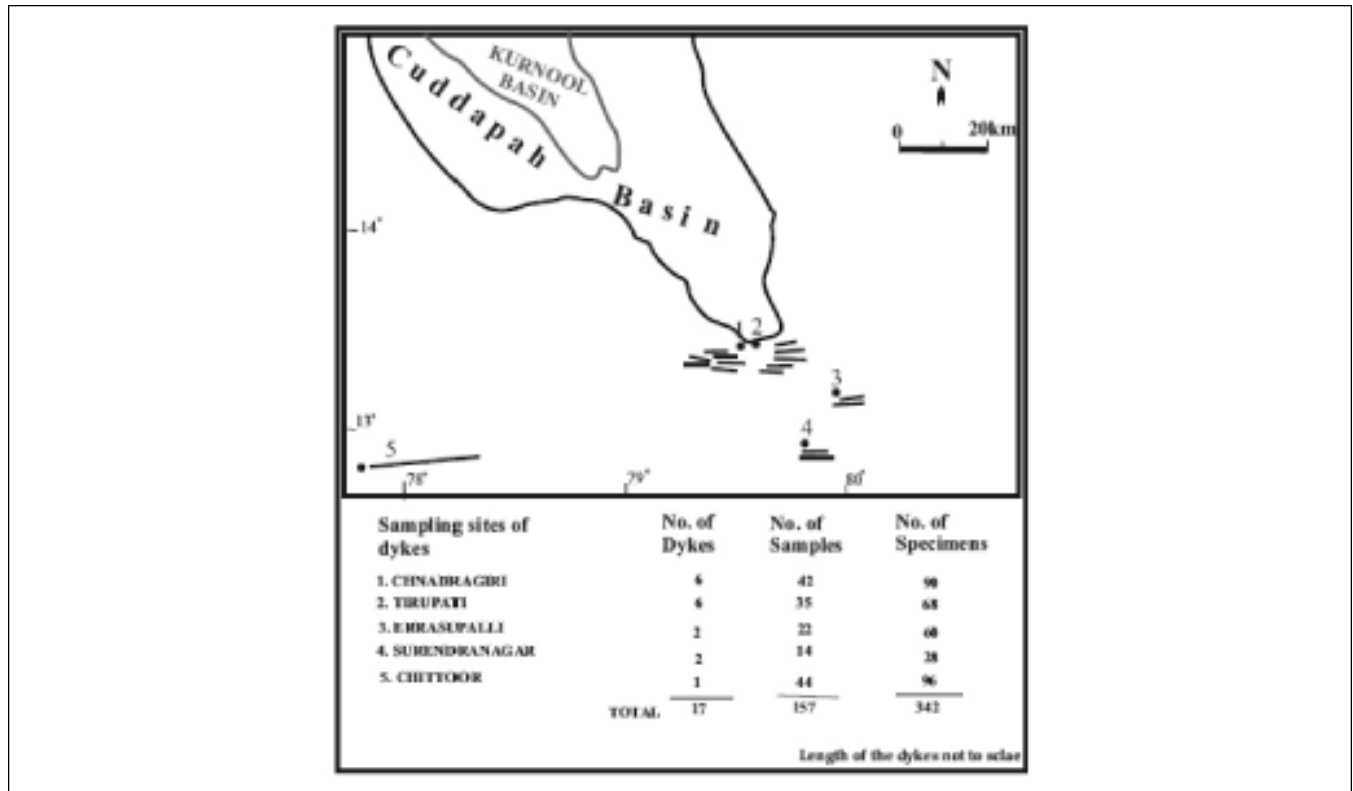 KURNOOL
BASIN
Cuddapah
Basin
N
0 20km
14°
1 2
3
13°
4
5
78° 79° 80°
Sampling sites of dykes No. of Dykes No. of Samples No. of Specimens
1. CHNADRAGIRI 6 42 90
2. TIRUPATI 6 35 68
3. ERRASUPALLI 2 22 60
4. SURENDRANAGAR 2 14 28
5. CHITTOOR 1 44 96
TOTAL 17 157 342
Length of the dykes not to sclae